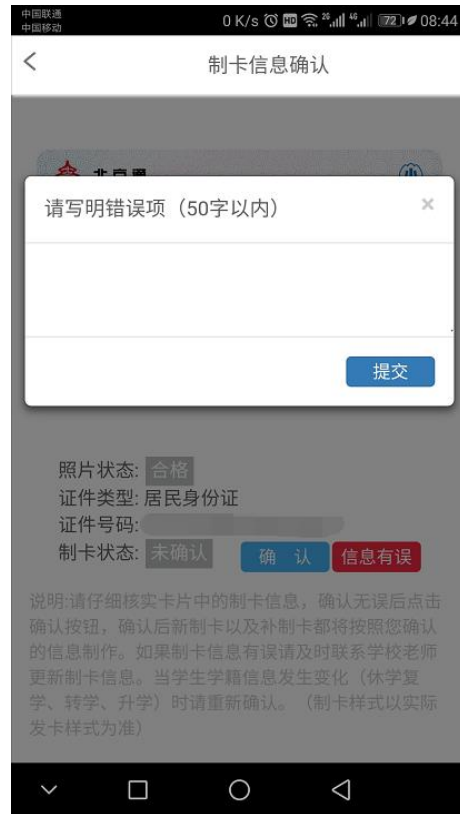 中国联通
中国移动
0 K/s HD 26 46 72 08:44
制卡信息确认
北京通
请写明错误项（50字以内）
×
提交
照片状态: 合格
证件类型: 居民身份证
证件号码:
制卡状态: 未确认 确 认 信息有误
说明:请仔细核实卡片中的制卡信息，确认无误后点击
确认按钮，确认后新制卡以及补制卡都将按照您确认
的信息制作。如果制卡信息有误请及时联系学校老师
更新制卡信息。当学生学籍信息发生变化（休学复
学、转学、升学）时请重新确认。（制卡样式以实际
发卡样式为准）